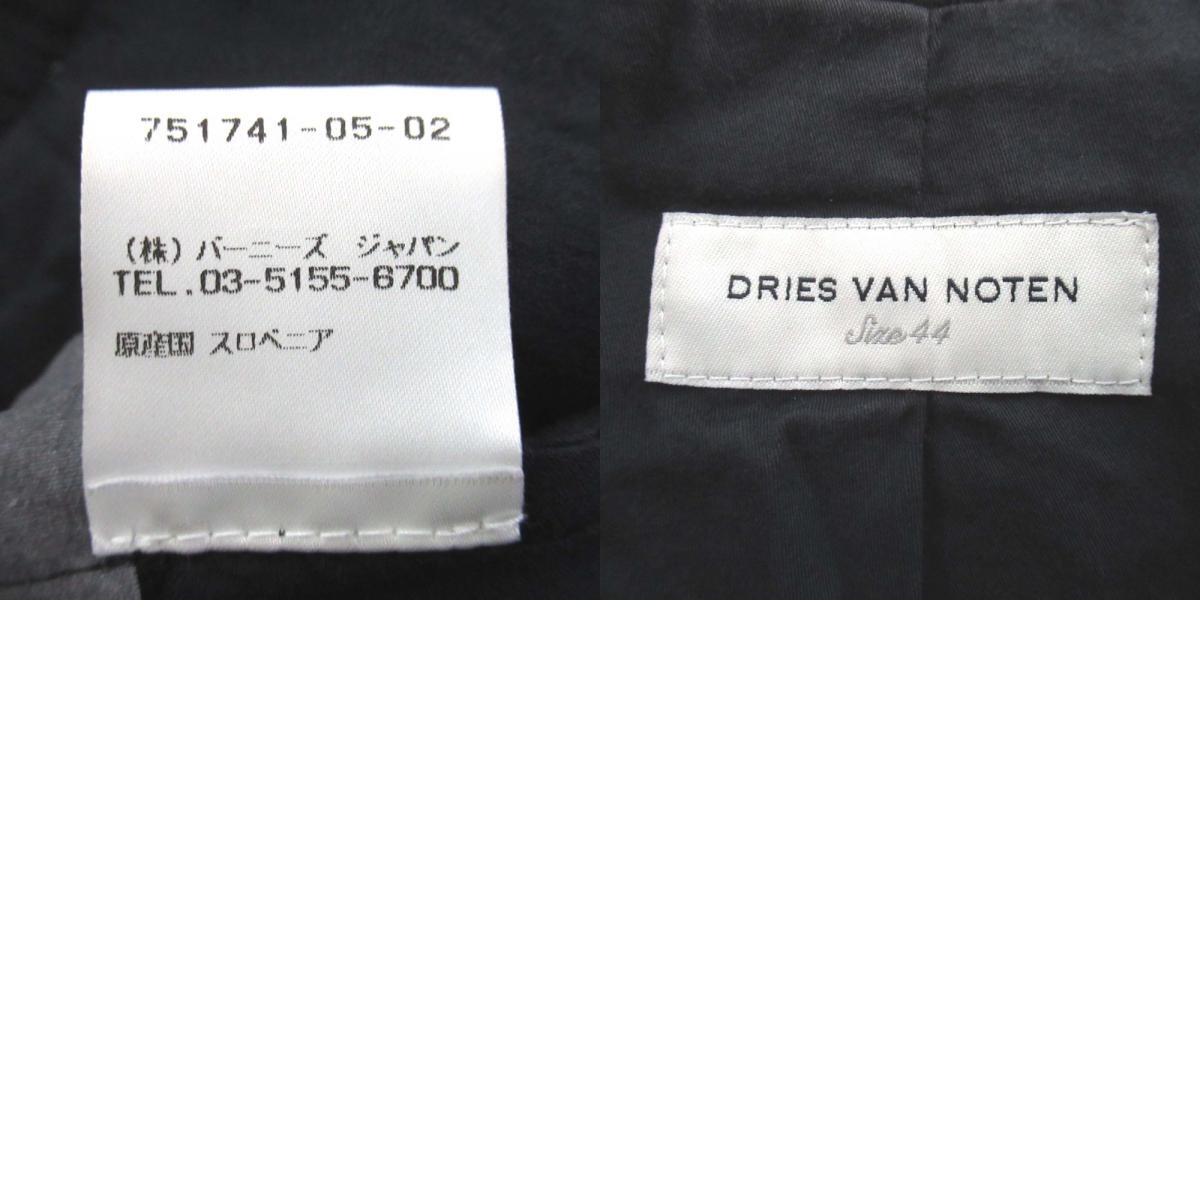 751741-05-02
(株) バーニーズ ジャパン
TEL.03-5155-6700
原産国 スロベニア
DRIES VAN NOTEN
Size 44